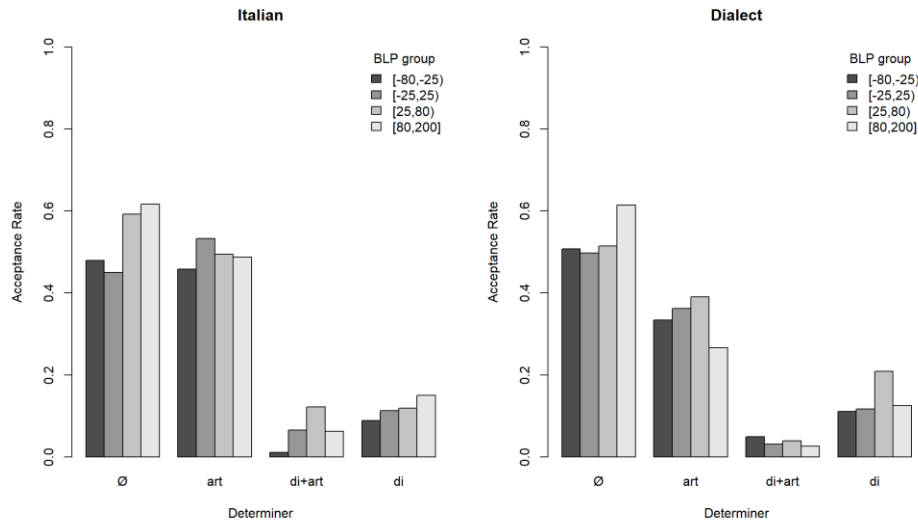 Italian
BLP group
[-80,-25)
[-25,25)
[25,80)
[80,200]
Acceptance Rate
1.0
0.8
0.6
0.4
0.2
0.0
Ø art di+art di
Determiner
Dialect
BLP group
[-80,-25)
[-25,25)
[25,80)
[80,200]
Acceptance Rate
1.0
0.8
0.6
0.4
0.2
0.0
Ø art di+art di
Determiner